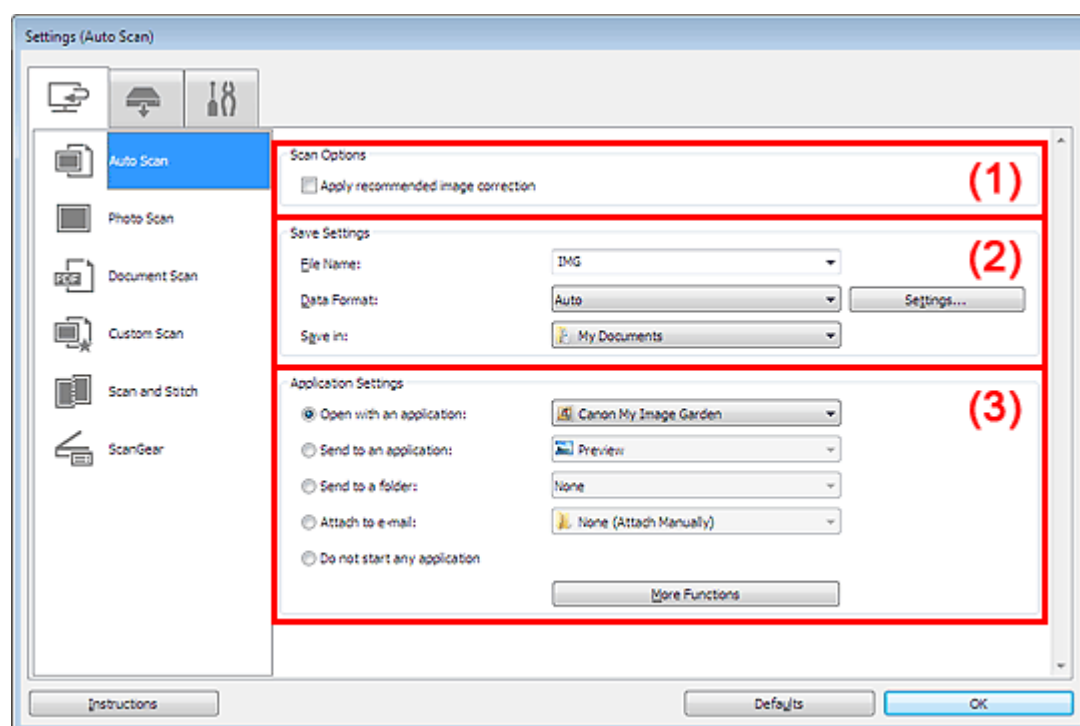 Settings (Auto Scan)
Auto Scan
Photo Scan
Document Scan
Custom Scan
Scan and Stitch
ScanGear
Scan Options
Apply recommended image correction
(1)
Save Settings
(2)
File Name: IMG
Data Format: Auto Settings...
Save in: My Documents
Application Settings
(3)
Open with an application: Canon My Image Garden
Send to an application: Preview
Send to a folder: None
Attach to e-mail: None (Attach Manually)
Do not start any application
More Functions
Instructions Defaults OK